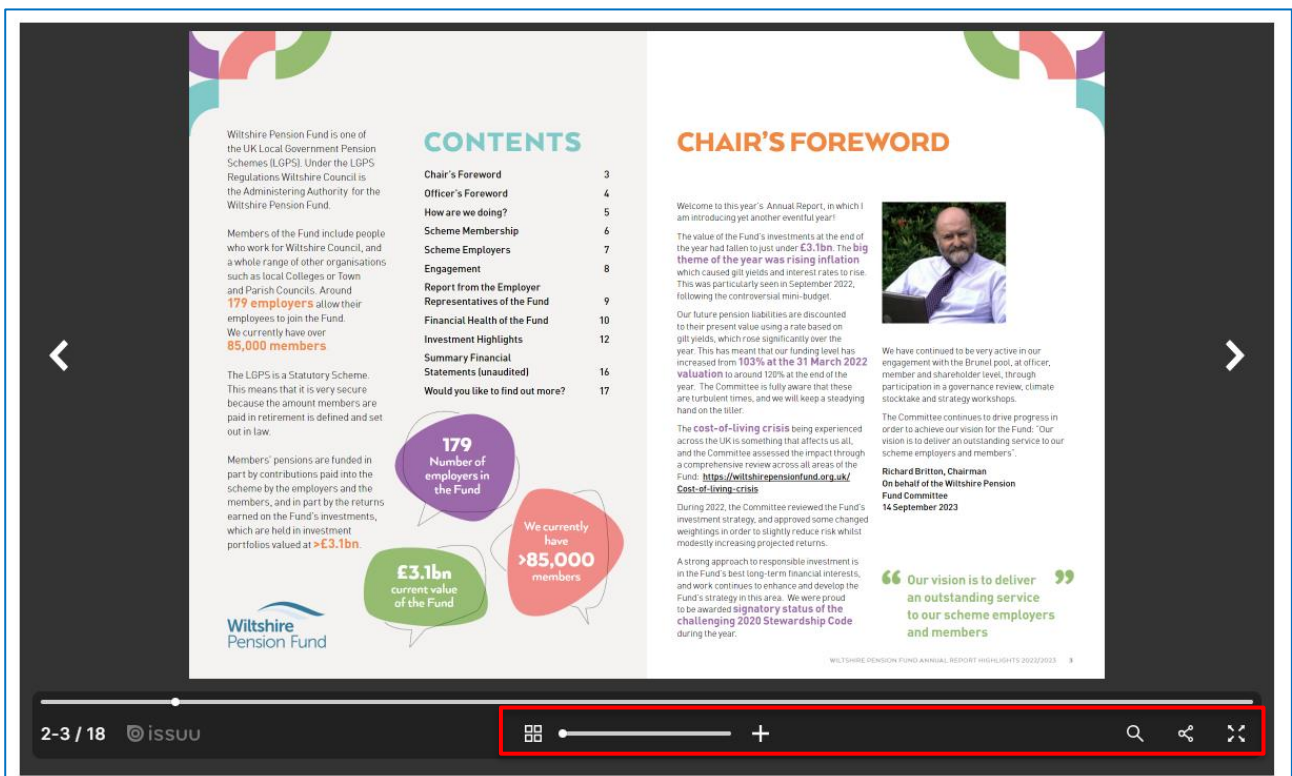 Wiltshire Pension Fund is one of
the UK Local Government Pension
Schemes (LGPS). Under the LGPS
Regulations Wiltshire Council is
the Administering Authority for the
Wiltshire Pension Fund.
Members of the Fund include people
who work for Wiltshire Council, and
a whole range of other organisations
such as local Colleges or Town
and Parish Councils. Around
179 employers allow their
employees to join the Fund.
We currently have over
85,000 members
The LGPS is a Statutory Scheme.
This means that it is very secure
because the amount members are
paid in retirement is defined and set
out in law.
Members' pensions are funded in
part by contributions paid into the
scheme by the employers and the
members, and in part by the returns
earned on the Fund's investments,
which are held in investment
portfolios valued at >£3.1bn.
Wiltshire
Pension Fund
CONTENTS
Chair's Foreword 3
Officer's Foreword 4
How are we doing? 5
Scheme Membership 6
Scheme Employers 7
Engagement 8
Report from the Employer
Representatives of the Fund 9
Financial Health of the Fund 10
Investment Highlights 12
Summary Financial
Statements (unaudited) 16
Would you like to find out more? 17
179
Number of
employers in
the Fund
We currently
have
>85,000
members
£3.1bn
current value
of the Fund
CHAIR'S FOREWORD
Welcome to this year's Annual Report, in which I
am introducing yet another eventful year!
The value of the Fund's investments at the end of
the year had fallen to just under £3.1bn. The big
theme of the year was rising inflation
which caused gilt yields and interest rates to rise.
This was particularly seen in September 2022,
following the controversial mini-budget.
Our future pension liabilities are discounted
to their present value using a rate based on
gilt yields, which rose significantly over the
year. This has meant that our funding level has
increased from 103% at the 31 March 2022
valuation to around 120% at the end of the
year. The Committee is fully aware that these
are turbulent times, and we will keep a steadying
hand on the tiller.
The cost-of-living crisis being experienced
across the UK is something that affects us all,
and the Committee assessed the impact through
a comprehensive review across all areas of the
Fund: https://wiltshirepensionfund.org.uk/
Cost-of-living-crisis
During 2022, the Committee reviewed the Fund's
investment strategy, and approved some changed
weightings in order to slightly reduce risk whilst
modestly increasing projected returns.
A strong approach to responsible investment is
in the Fund's best long-term financial interests,
and work continues to enhance and develop the
Fund's strategy in this area. We were proud
to be awarded signatory status of the
challenging 2020 Stewardship Code
during the year.
We have continued to be very active in our
engagement with the Brunel pool, at officer,
member and shareholder level, through
participation in a governance review, climate
stocktake and strategy workshops.
The Committee continues to drive progress in
order to achieve our vision for the Fund: "Our
vision is to deliver an outstanding service to our
scheme employers and members".
Richard Britton, Chairman
On behalf of the Wiltshire Pension
Fund Committee
14 September 2023
“ Our vision is to deliver ”
an outstanding service
to our scheme employers
and members
WILTSHIRE PENSION FUND ANNUAL REPORT HIGHLIGHTS 2022/2023 3
2-3 / 18 issuu